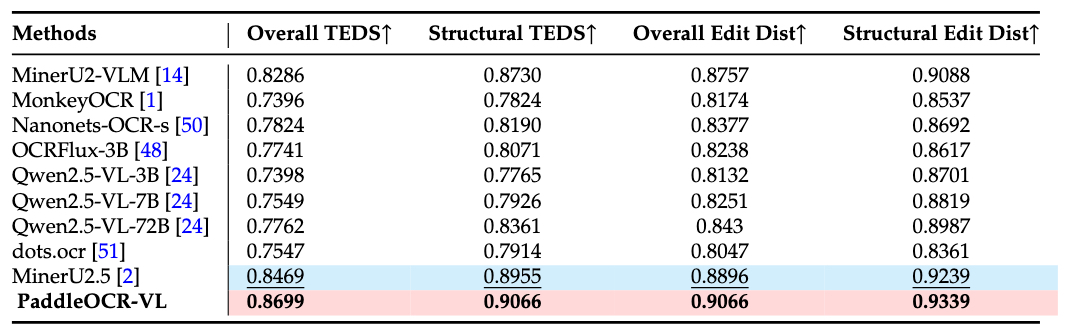 Methods Overall TEDS↑ Structural TEDS↑ Overall Edit Dist↑ Structural Edit Dist↑
MinerU2-VLM [14] 0.8286 0.8730 0.8757 0.9088
MonkeyOCR [1] 0.7396 0.7824 0.8174 0.8537
Nanonets-OCR-s [50] 0.7824 0.8190 0.8377 0.8692
OCRFlux-3B [48] 0.7741 0.8071 0.8238 0.8617
Qwen2.5-VL-3B [24] 0.7398 0.7765 0.8132 0.8701
Qwen2.5-VL-7B [24] 0.7549 0.7926 0.8251 0.8819
Qwen2.5-VL-72B [24] 0.7762 0.8361 0.843 0.8987
dots.ocr [51] 0.7547 0.7914 0.8047 0.8361
MinerU2.5 [2] 0.8469 0.8955 0.8896 0.9239
PaddleOCR-VL 0.8699 0.9066 0.9066 0.9339